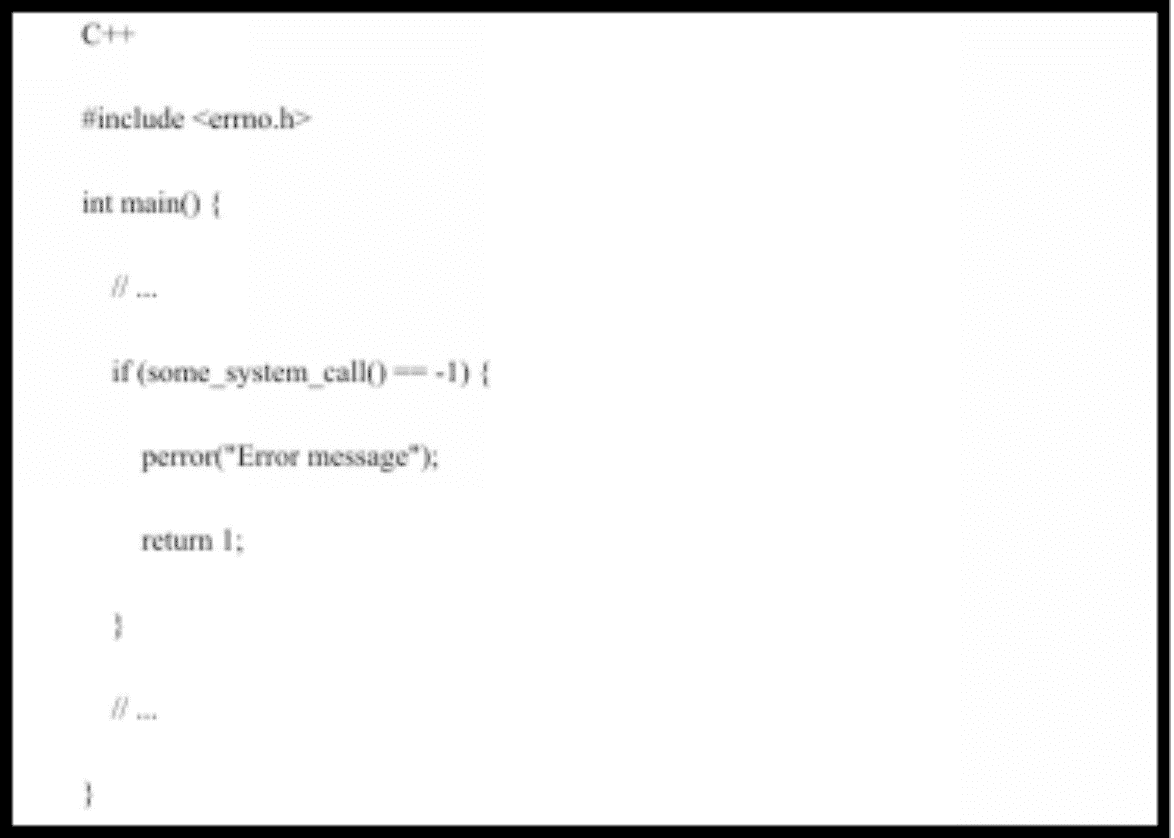 C++
#include <errno.h>
int main() {
// ...
if (some_system_call() == -1) {
perror("Error message");
return 1;
}
// ...
}